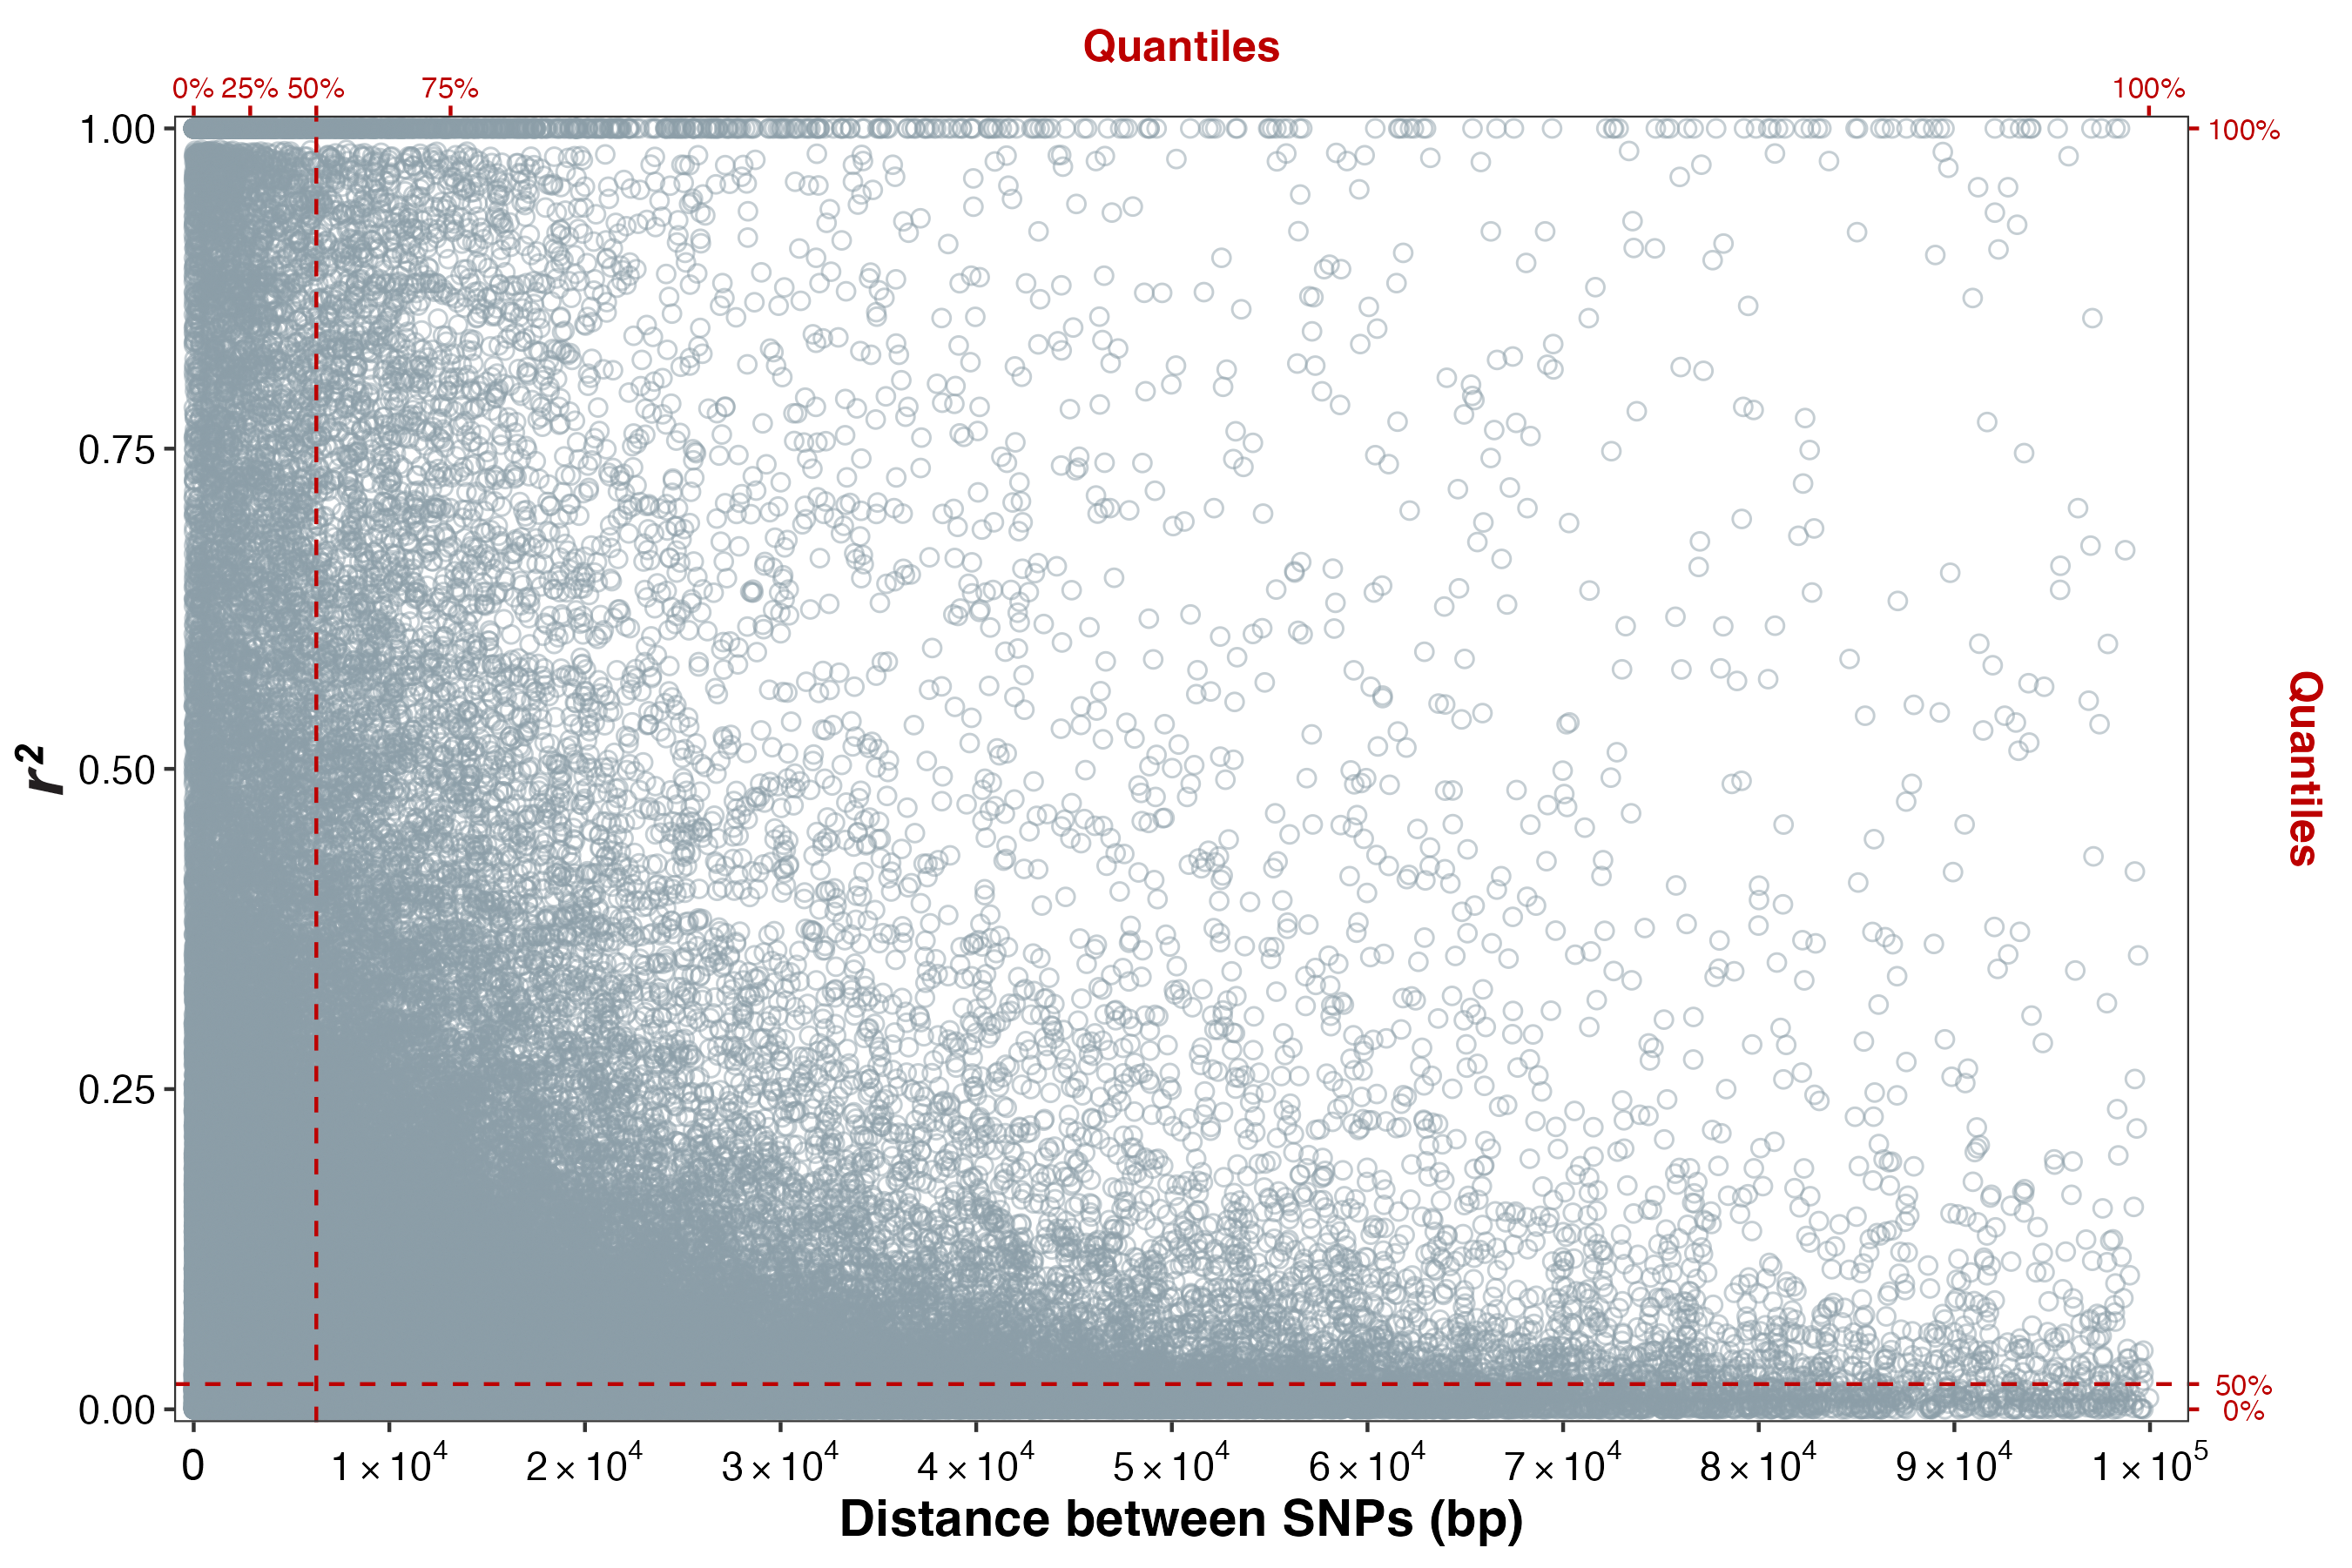 Quantiles
0% 25% 50% 75% 100%
1.00
0.75
0.50
0.25
0.00
r²
100%
50%
0%
Quantiles
0 1×10⁴ 2×10⁴ 3×10⁴ 4×10⁴ 5×10⁴ 6×10⁴ 7×10⁴ 8×10⁴ 9×10⁴ 1×10⁵
Distance between SNPs (bp)